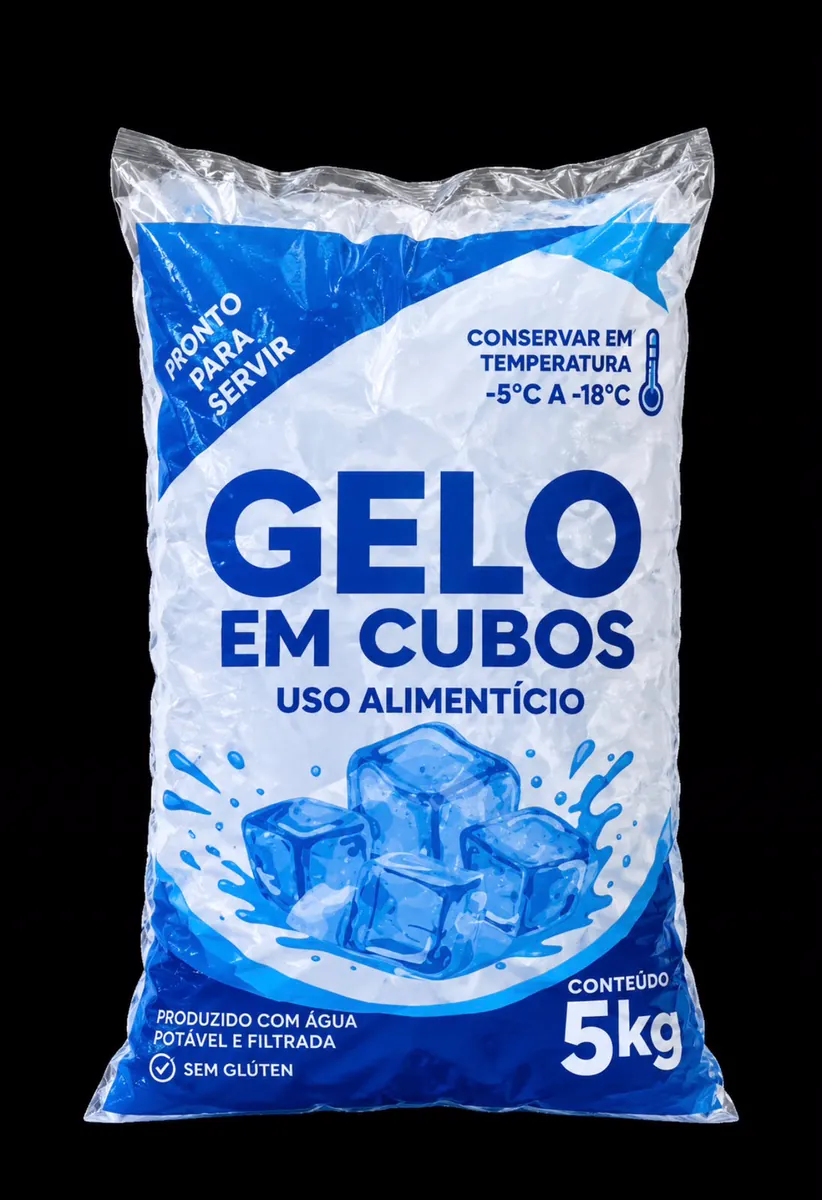 PRONTO
PARA
SERVIR
CONSERVAR EM
TEMPERATURA
-5°C A -18°C
GELO
EM CUBOS
USO ALIMENTÍCIO
PRODUZIDO COM ÁGUA
POTÁVEL E FILTRADA
SEM GLÚTEN
CONTEÚDO
5kg